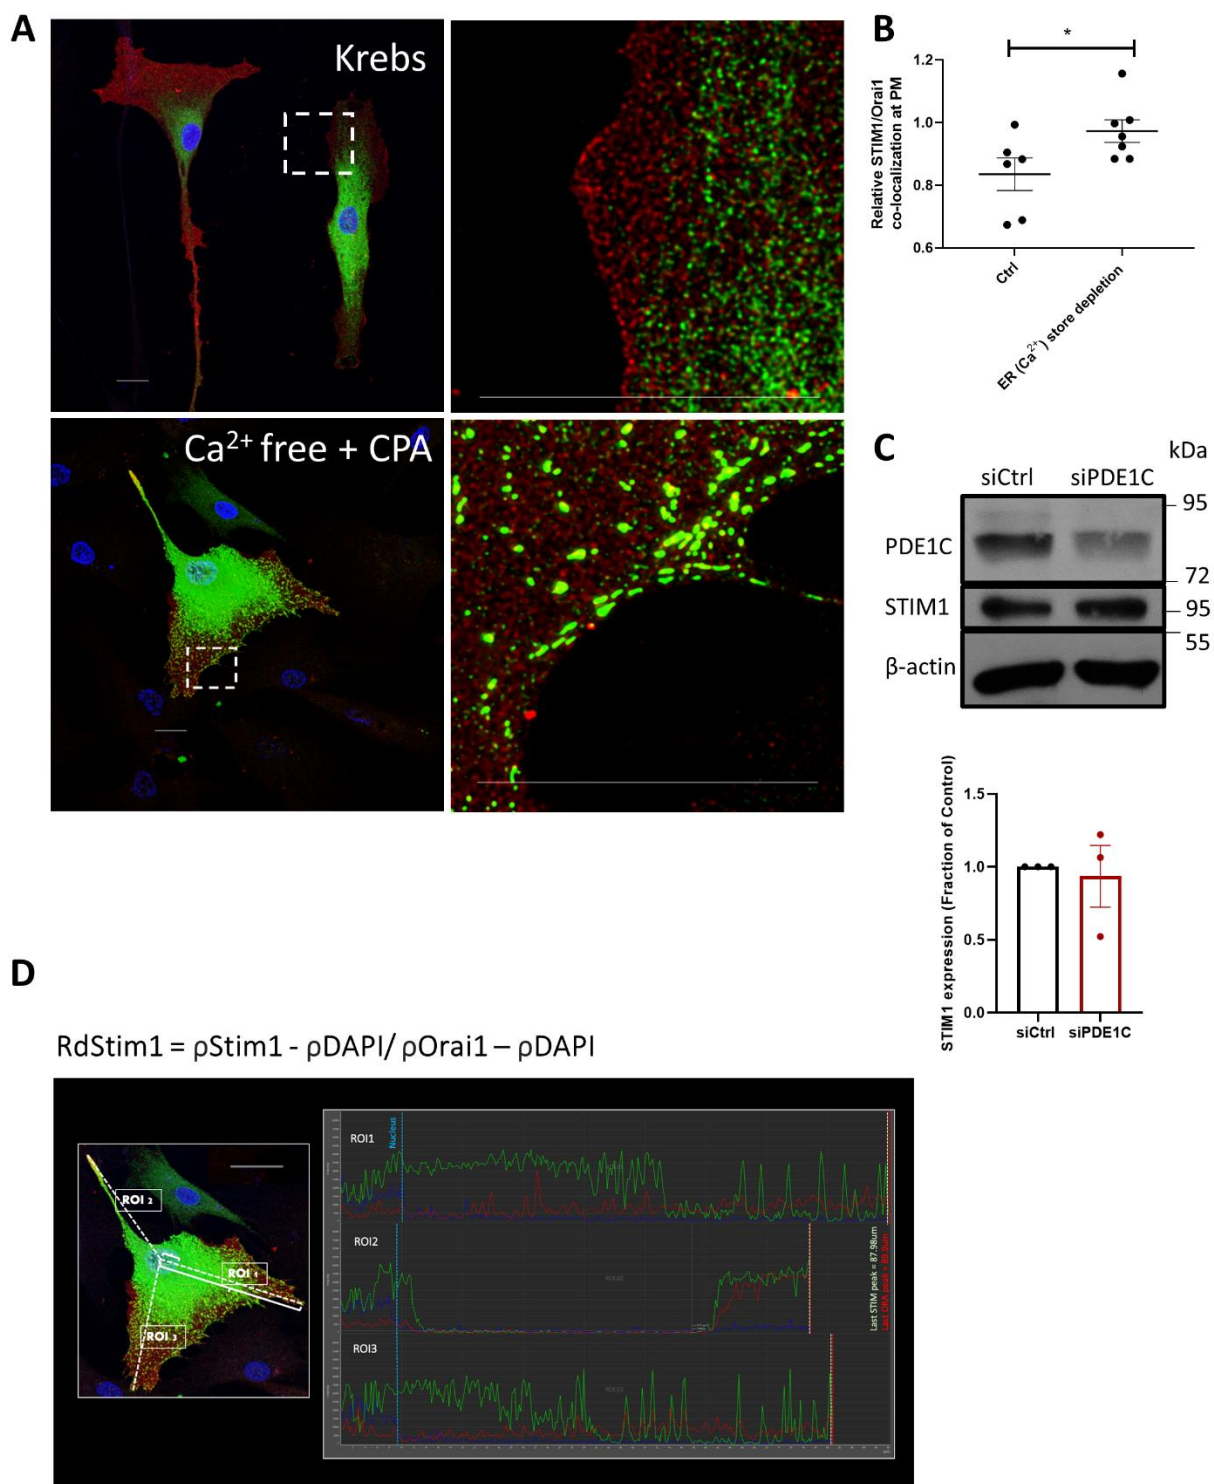 A
Krebs
Ca²⁺ free + CPA
B
*
Relative STIM1/Orai1
co-localization at PM
1.2
1.0
0.8
0.6
Ctrl
ER (Ca²⁺) store depletion
C
kDa
siCtrl
siPDE1C
95
PDE1C
72
STIM1
95
55
β-actin
STIM1 expression (Fraction of Control)
1.5
1.0
0.5
0.0
siCtrl
siPDE1C
D
RdStim1 = ρStim1 - ρDAPI/ ρOrai1 – ρDAPI
ROI 2
ROI 1
ROI 3
ROI1
Nucleus
ROI2
ROI3
Last STIM peak = 87.98um